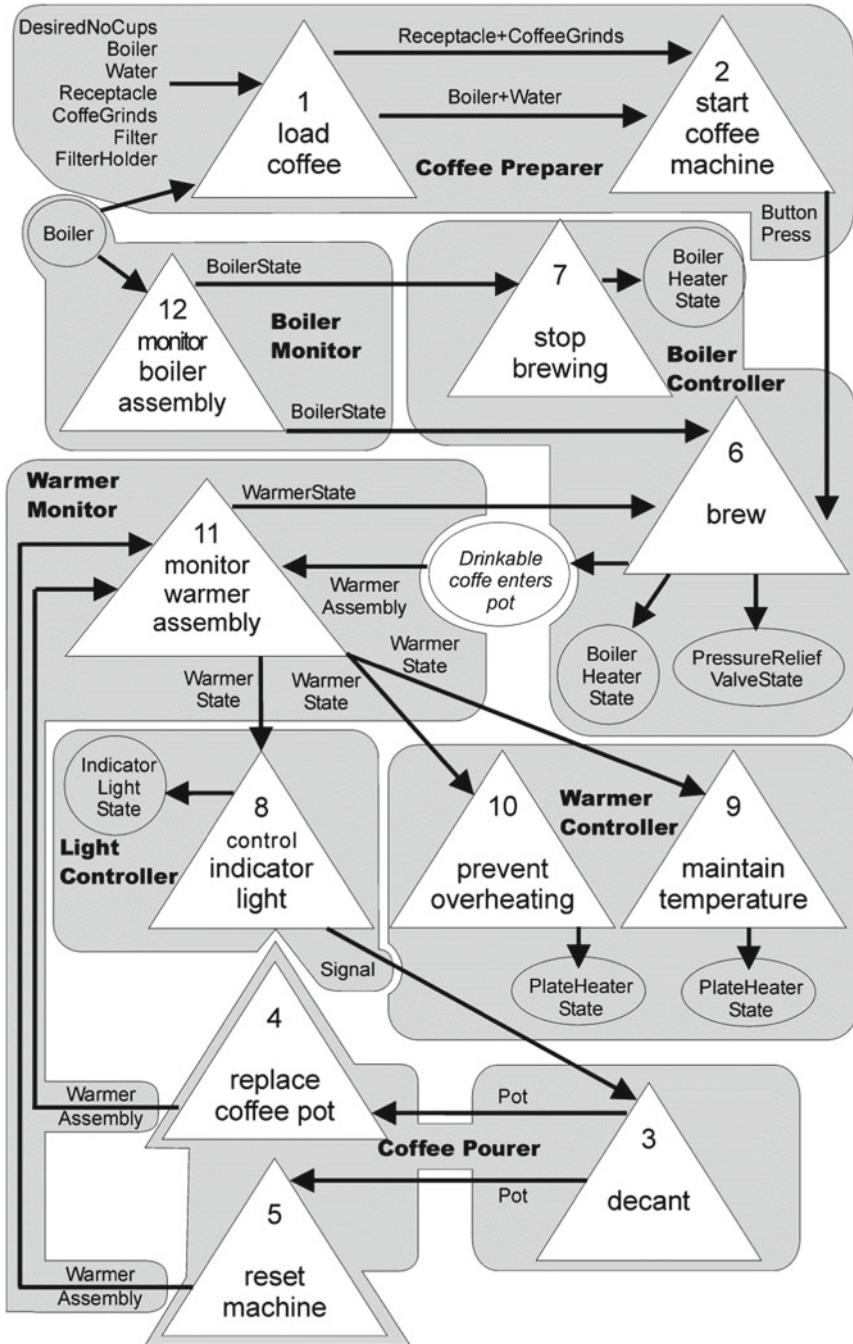 DesiredNoCups
Boiler
Water
Receptacle
CoffeGrinds
Filter
FilterHolder
Receptacle+CoffeeGrinds
Boiler+Water
1
load
coffee
2
start
coffee
machine
Coffee Preparer
Button
Press
Boiler
BoilerState
12
monitor
boiler
assembly
Boiler
Monitor
7
stop
brewing
Boiler
Heater
State
Boiler
Controller
BoilerState
6
brew
Warmer
Monitor
WarmerState
11
monitor
warmer
assembly
Drinkable
coffe enters
pot
Warmer
Assembly
Warmer
State
Warmer
State
Warmer
State
Boiler
Heater
State
PressureRelief
ValveState
Indicator
Light
State
8
control
indicator
light
Light
Controller
10
prevent
overheating
Warmer
Controller
9
maintain
temperature
PlateHeater
State
PlateHeater
State
Signal
4
replace
coffee pot
Warmer
Assembly
Pot
Coffee Pourer
3
decant
Pot
5
reset
machine
Warmer
Assembly